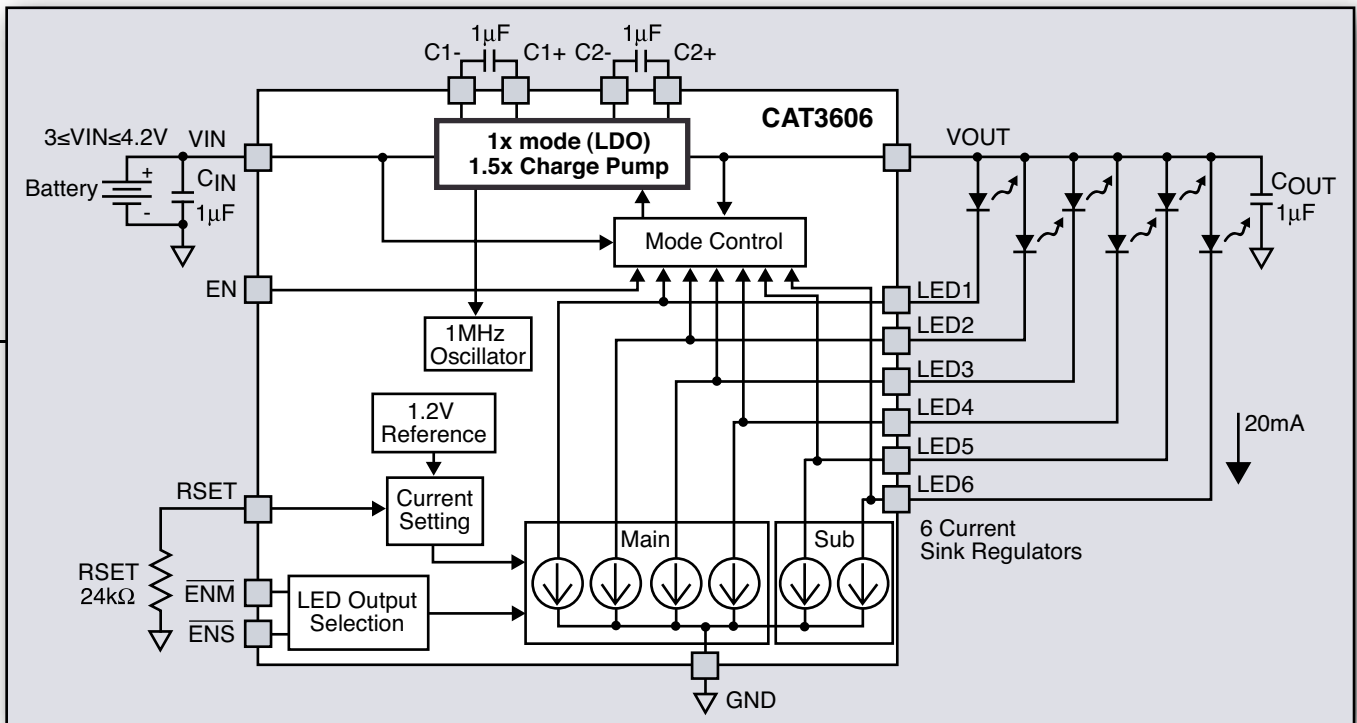 1µF
1µF
C1-
C1+
C2-
C2+
CAT3606
3≤VIN≤4.2V
VIN
1x mode (LDO)
1.5x Charge Pump
VOUT
Battery
+
-
CIN
1µF
COUT
1µF
Mode Control
EN
LED1
1MHz
Oscillator
LED2
LED3
1.2V
Reference
LED4
20mA
LED5
RSET
Current
Setting
LED6
Main
Sub
6 Current
Sink Regulators
RSET
24kΩ
ENM
LED Output
Selection
ENS
GND